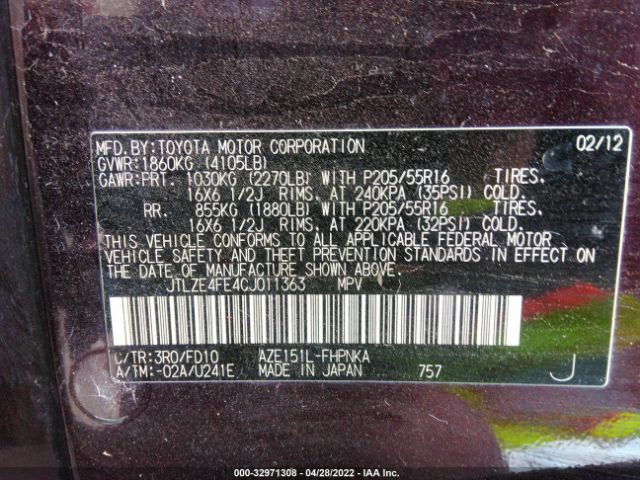 MFD.BY:TOYOTA MOTOR CORPORATION 02/12
GVWR:1860KG (4105LB)
GAWR:FRT. 1030KG (2270LB) WITH P205/55R16 TIRES,
16X6 1/2J RIMS, AT 240KPA (35PSI) COLD.
RR. 855KG (1880LB) WITH P205/55R16 TIRES,
16X6 1/2J RIMS, AT 220KPA (32PSI) COLD.
THIS VEHICLE CONFORMS TO ALL APPLICABLE FEDERAL MOTOR
VEHICLE SAFETY AND THEFT PREVENTION STANDARDS IN EFFECT ON
THE DATE OF MANUFACTURE SHOWN ABOVE.
JTLZE4FE4CJ011363 MPV
C/TR:3R0/FD10 AZE151L-FHPNKA
A/TM:-02A/U241E MADE IN JAPAN 757 J
000-32971308 - 04/28/2022 - IAA Inc.